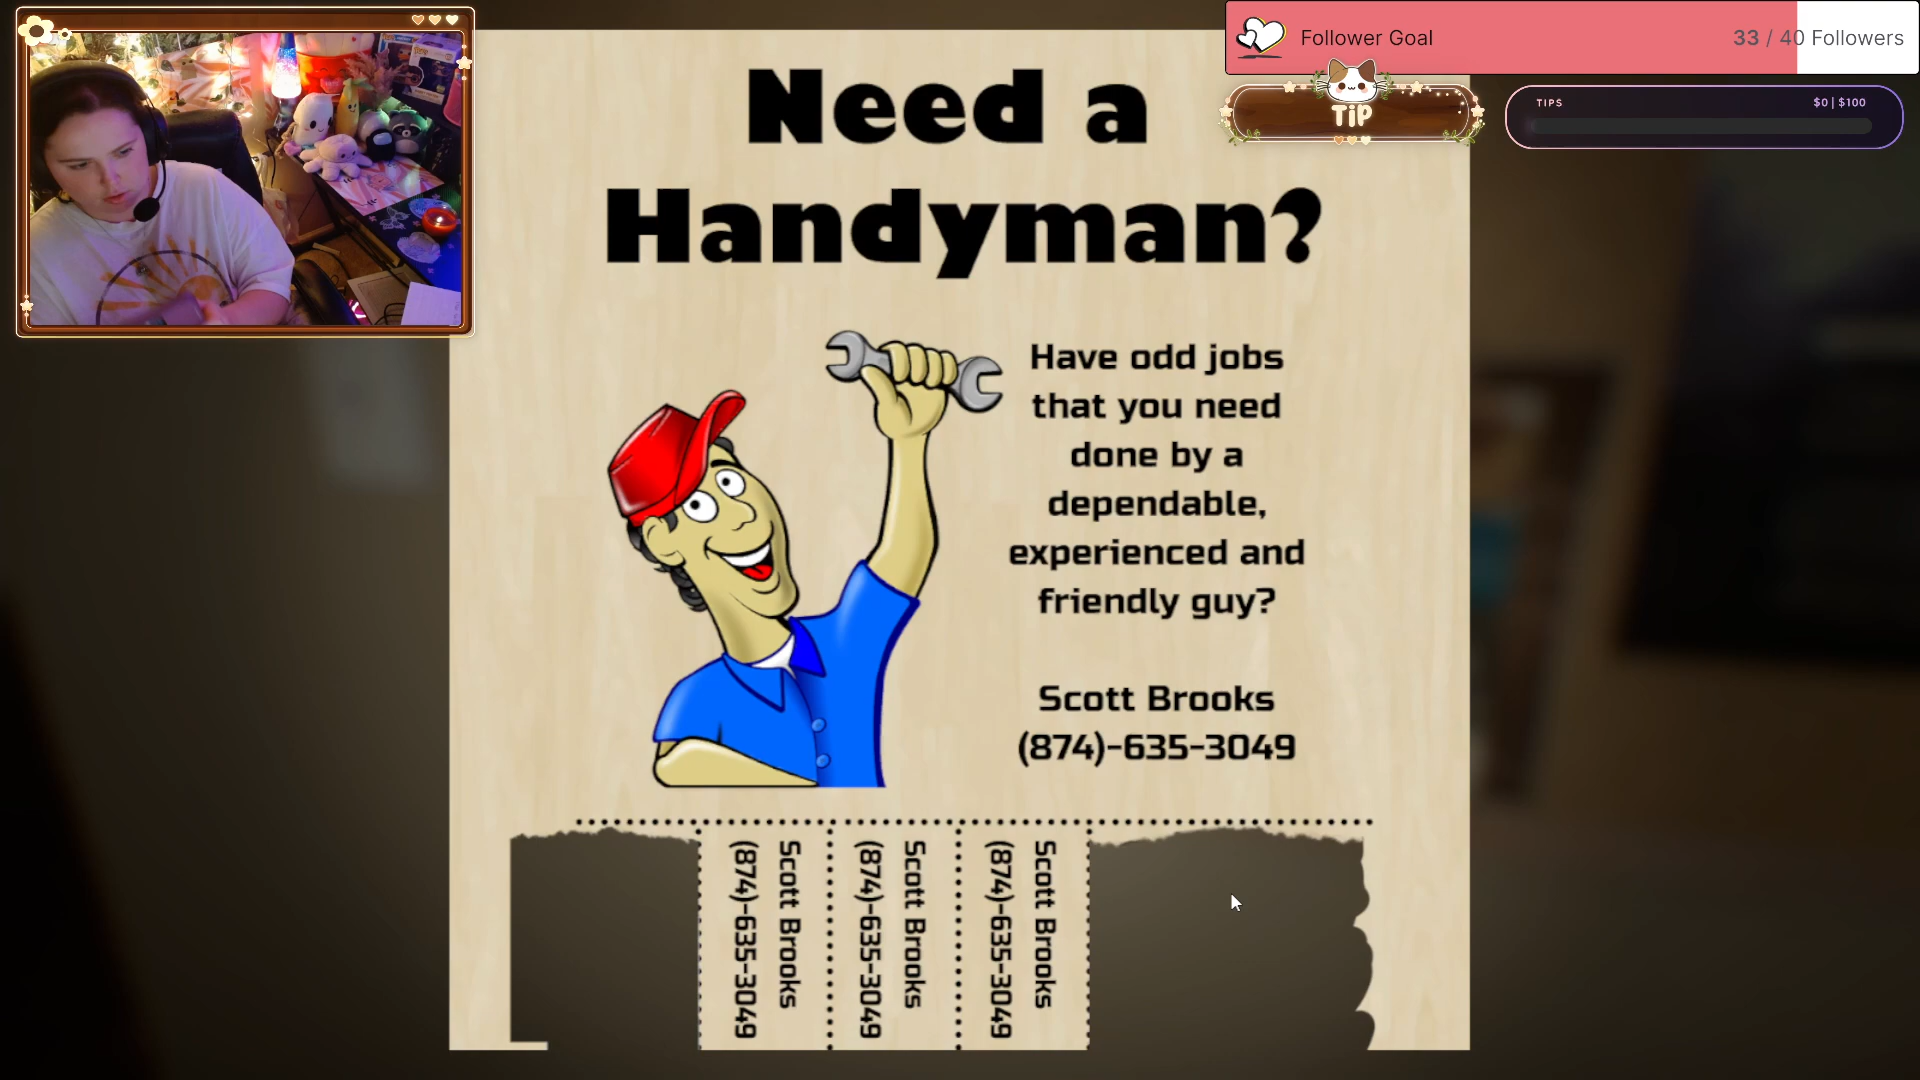 Follower Goal
33 / 40 Followers
TiP
TIPS
$0 | $100
Need a
Handyman?
Have odd jobs
that you need
done by a
dependable,
experienced and
friendly guy?
Scott Brooks
(874)-635-3049
Scott Brooks
(874)-635-3049
Scott Brooks
(874)-635-3049
Scott Brooks
(874)-635-3049